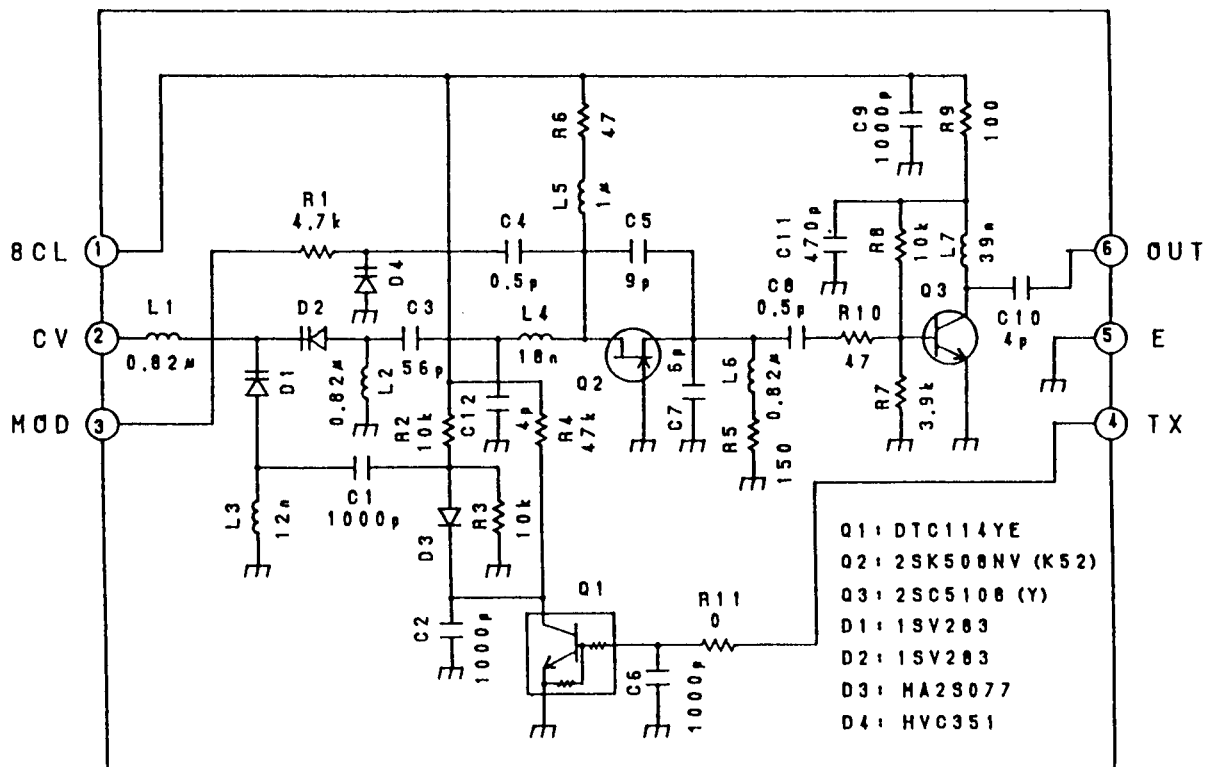 R6
47
C9
1000p
R9
100
L5
1μ
R1
4.7k
C4
0.5p
C5
9p
C11
470p
R8
10k
L7
39n
8CL
1
D4
6
OUT
L1
0.82μ
D2
C3
56p
L4
18n
C8
0.5p
R10
47
Q3
C10
4p
CV
2
5
E
D1
L2
0.82μ
Q2
C7
6p
L6
0.82μ
R7
3.9k
MOD
3
R2
10k
C12
4p
R4
47k
R5
150
4
TX
L3
12n
C1
1000p
D3
R3
10k
Q1
R11
0
C2
1000p
C6
1000p
Q1: DTC114YE
Q2: 2SK508NV (K52)
Q3: 2SC5108 (Y)
D1: 1SV283
D2: 1SV283
D3: MA2S077
D4: HVC351